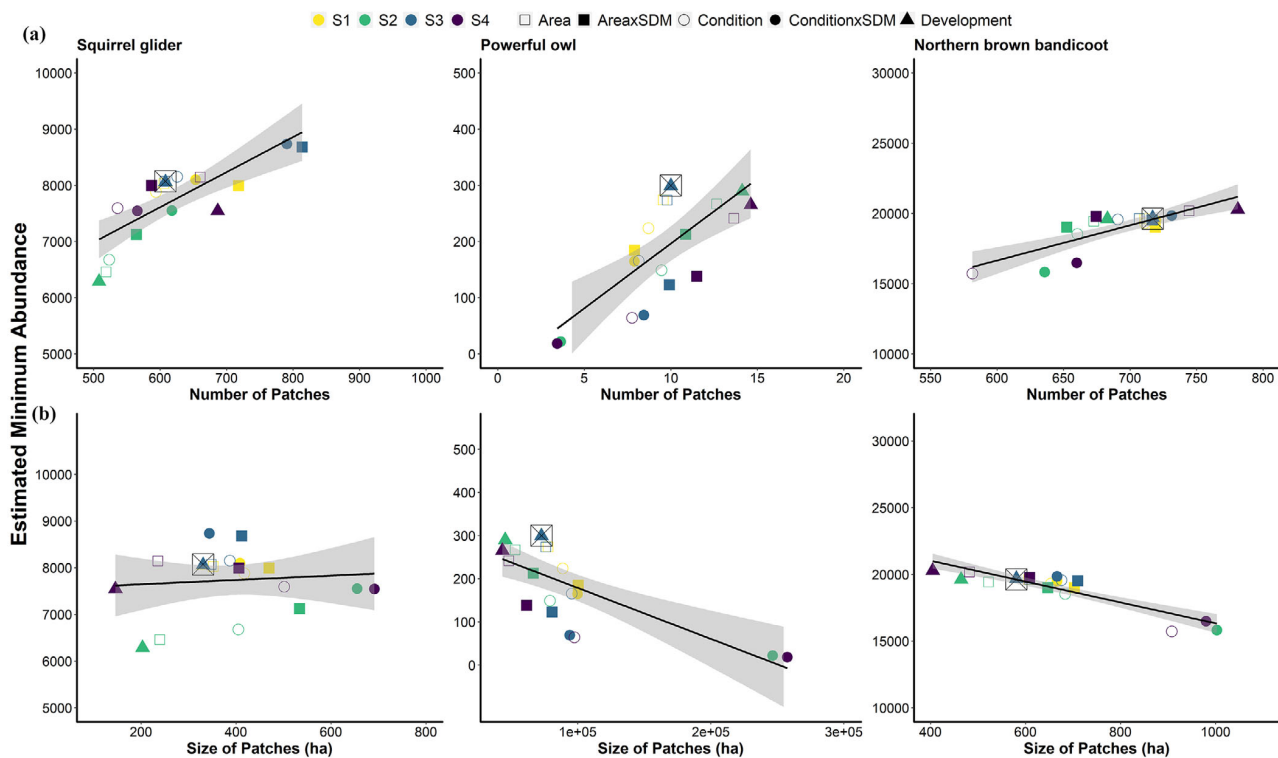 S1 S2 S3 S4 Area AreaxSDM Condition ConditionxSDM Development
(a)
Squirrel glider Powerful owl Northern brown bandicoot
10000 500 30000
9000 400 25000
8000 300
7000 200 20000
6000 100 15000
5000 0 10000
500 600 700 800 900 1000 0 5 10 15 20 550 600 650 700 750 800
Number of Patches Number of Patches Number of Patches
Estimated Minimum Abundance
(b)
10000 500 30000
9000 400 25000
8000 300
7000 200 20000
6000 100 15000
5000 0 10000
200 400 600 800 1e+05 2e+05 3e+05 400 600 800 1000
Size of Patches (ha) Size of Patches (ha) Size of Patches (ha)